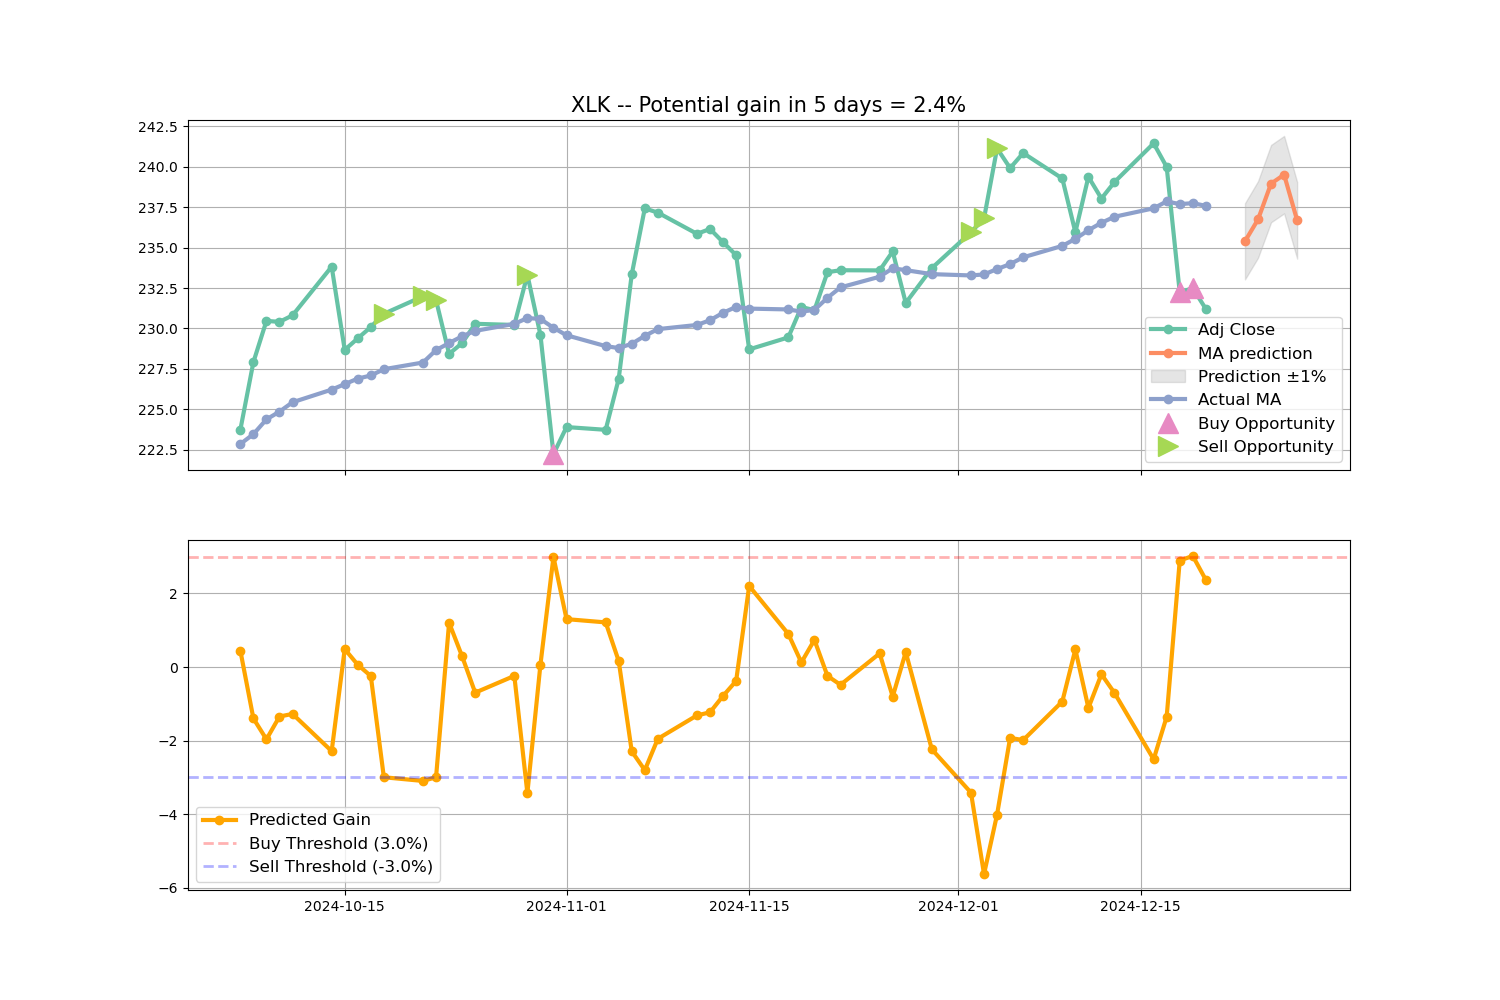 XLK -- Potential gain in 5 days = 2.4%
242.5
240.0
237.5
235.0
232.5
230.0
227.5
225.0
222.5
Adj Close
MA prediction
Prediction ±1%
Actual MA
Buy Opportunity
Sell Opportunity
2
0
−2
−4
−6
Predicted Gain
Buy Threshold (3.0%)
Sell Threshold (-3.0%)
2024-10-15 2024-11-01 2024-11-15 2024-12-01 2024-12-15